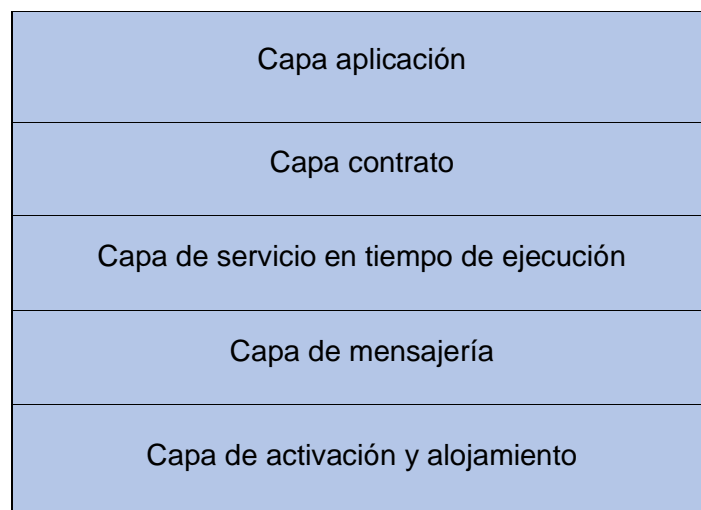 Capa aplicación
Capa contrato
Capa de servicio en tiempo de ejecución
Capa de mensajería
Capa de activación y alojamiento